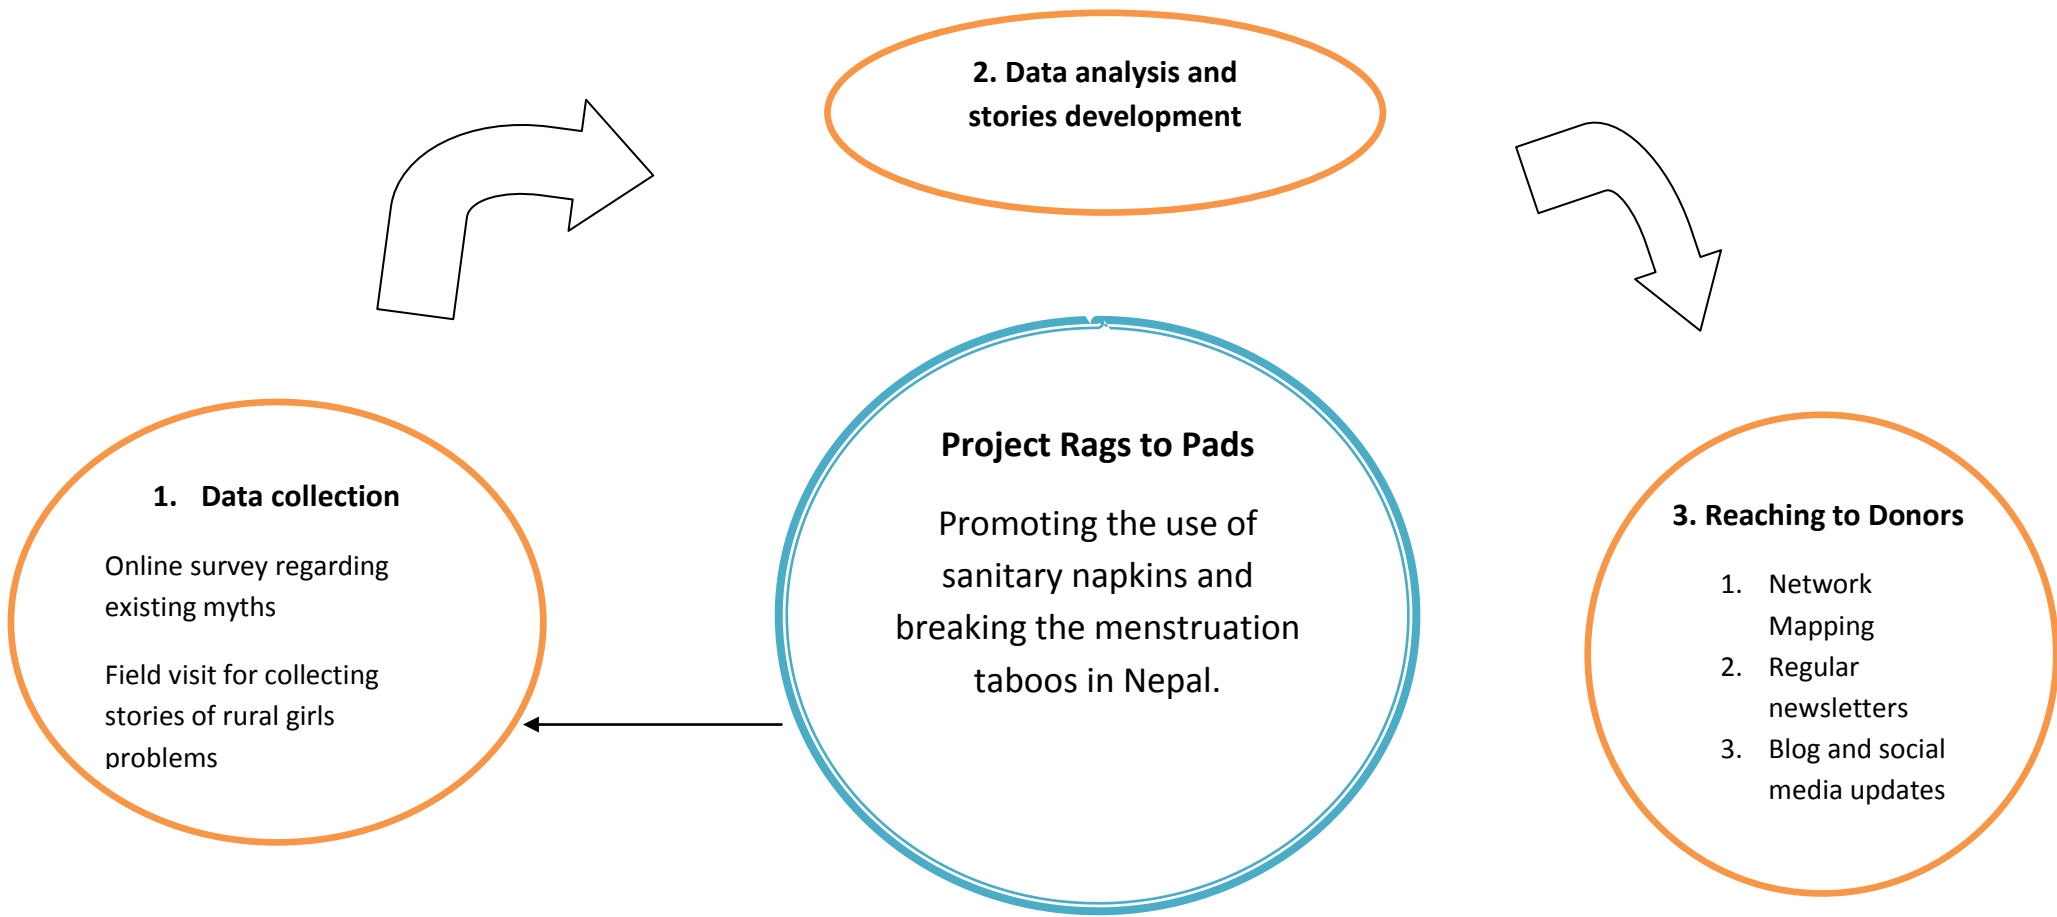 2. Data analysis and
stories development
1. Data collection
Online survey regarding
existing myths
Field visit for collecting
stories of rural girls
problems
Project Rags to Pads
Promoting the use of
sanitary napkins and
breaking the menstruation
taboos in Nepal.
3. Reaching to Donors
1. Network
Mapping
2. Regular
newsletters
3. Blog and social
media updates